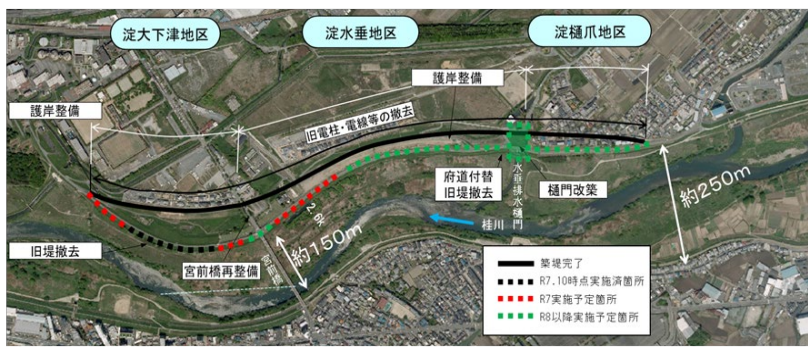 淀大下津地区
淀水垂地区
淀樋爪地区
護岸整備
護岸整備
旧電柱・電線等の撤去
府道付替
旧堤撤去
水垂排水樋門
樋門改築
約250m
2.6k
桂川
約150m
旧堤撤去
宮前橋再整備
宮前橋
築堤完了
R7.10時点実施済箇所
R7実施予定箇所
R8以降実施予定箇所